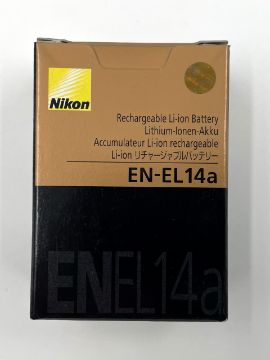 Nikon
Rechargeable Li-ion Battery
Lithium-Ionen-Akku
Accumulateur Li-ion rechargeable
Li-ion リチャージャブルバッテリー
EN-EL14a
ENEL14a